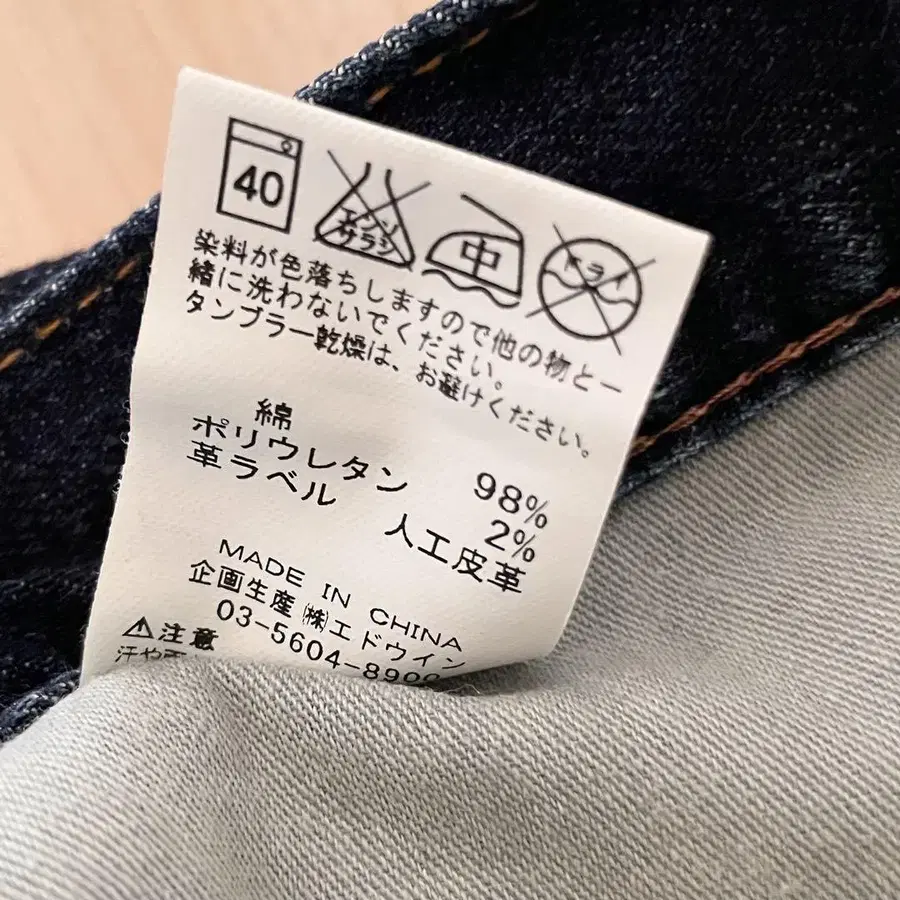 40
エンソ
サラシ
中
ドライ
染料が色落ちしますので他の物と一
緒に洗わないでください。
タンブラー乾燥は、お避けください。
綿 98%
ポリウレタン 2%
革ラベル 人工皮革
MADE IN CHINA
企画生産 ㈱エドウイン
03-5604-890
⚠注意
汗や